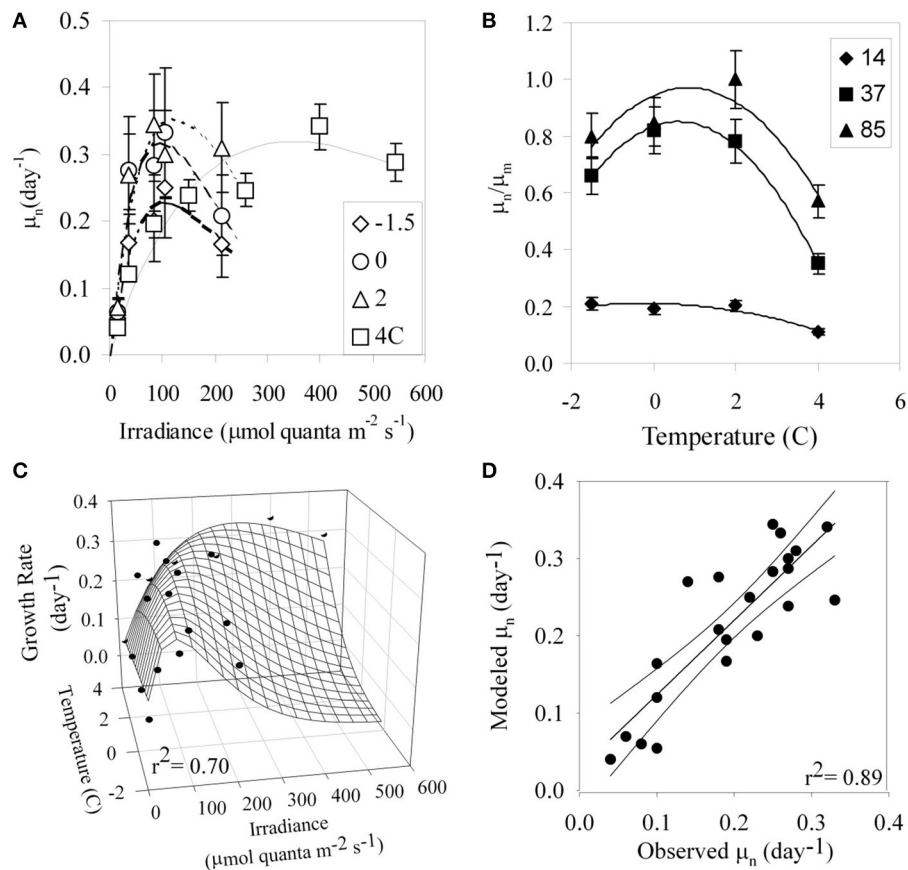 A
μn(day-1)
0.5
0.4
0.3
0.2
0.1
0.0
-1.5
0
2
4C
0 100 200 300 400 500 600
Irradiance (μmol quanta m-2 s-1)
B
μn/μm
1.2
1.0
0.8
0.6
0.4
0.2
0.0
14
37
85
-2 0 2 4 6
Temperature (C)
C
Growth Rate
(day-1)
0.4
0.3
0.2
0.1
0.0
Temperature (C)
4
2
0
-2
r2= 0.70
0 100 200 300 400 500 600
Irradiance
(μmol quanta m-2 s-1)
D
Modeled μn (day-1)
0.4
0.3
0.2
0.1
0.0
r2= 0.89
0.0 0.1 0.2 0.3 0.4
Observed μn (day-1)